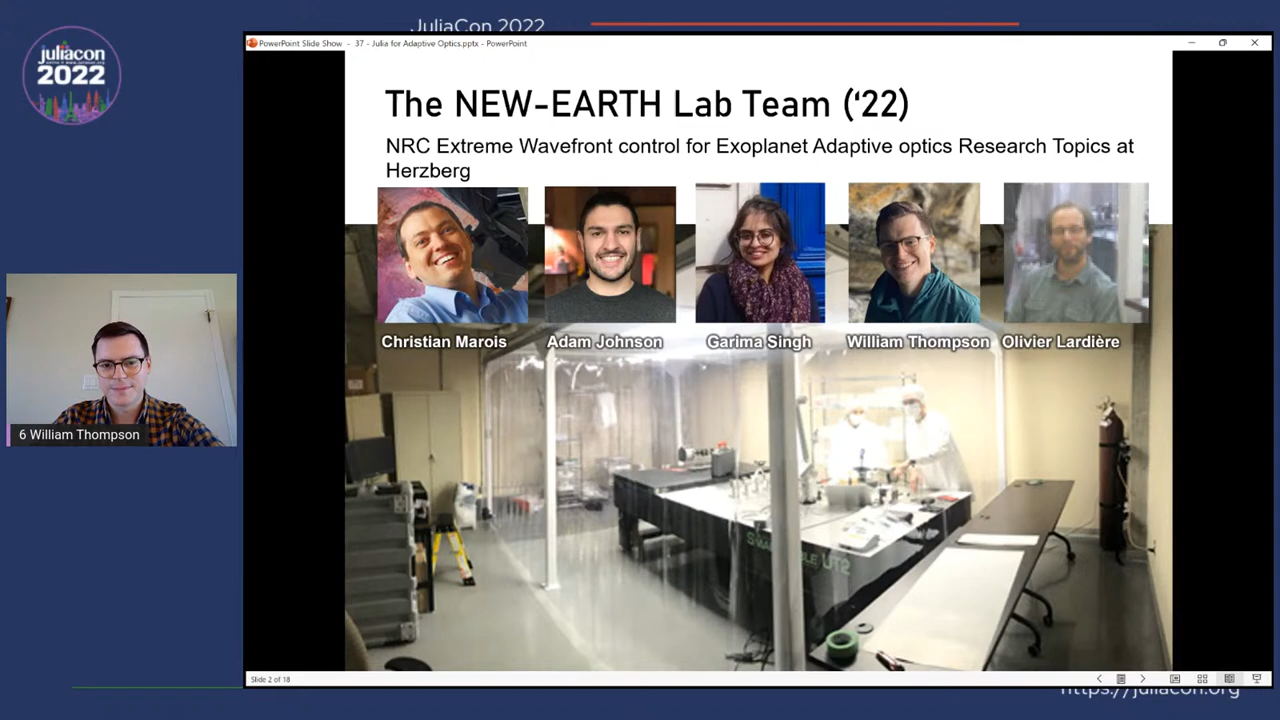 JuliaCon 2022
juliacon
2022
PowerPoint Slide Show - 37 - Julia for Adaptive Optics.pptx - PowerPoint
The NEW-EARTH Lab Team (‘22)
NRC Extreme Wavefront control for Exoplanet Adaptive optics Research Topics at
Herzberg
Christian Marois
Adam Johnson
Garima Singh
William Thompson
Olivier Lardière
6 William Thompson
UT2
Slide 2 of 18
https://juliacon.org